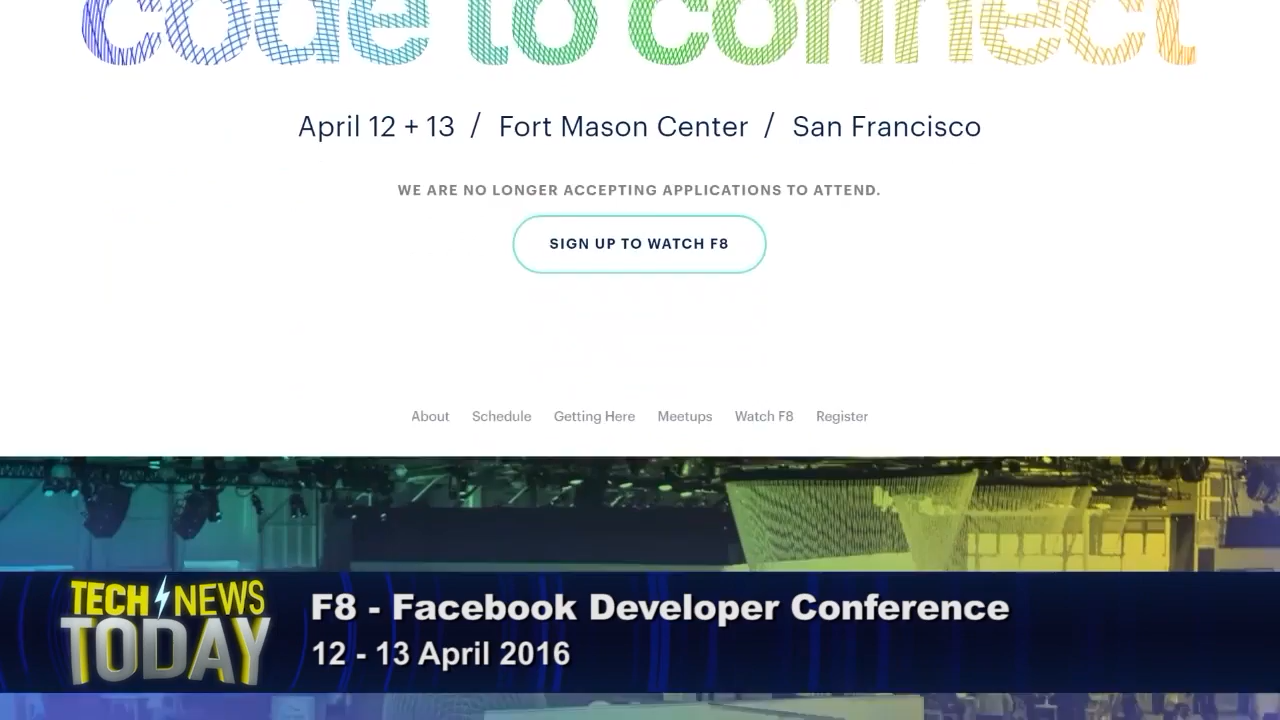 code to connect
April 12 + 13 / Fort Mason Center / San Francisco
WE ARE NO LONGER ACCEPTING APPLICATIONS TO ATTEND.
SIGN UP TO WATCH F8
About Schedule Getting Here Meetups Watch F8 Register
TECH NEWS
TODAY
F8 - Facebook Developer Conference
12 - 13 April 2016